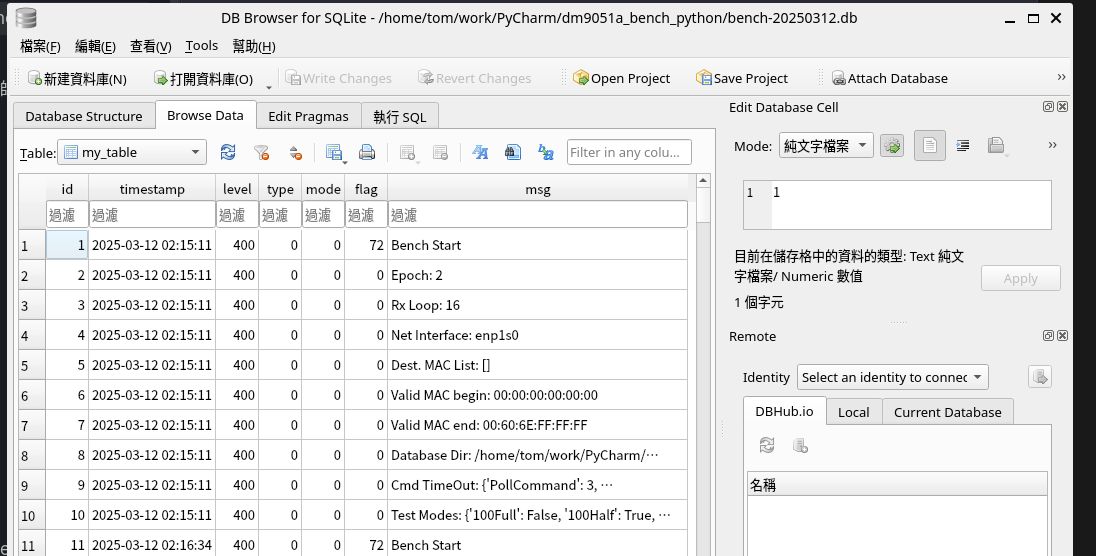 DB Browser for SQLite - /home/tom/work/PyCharm/dm9051a_bench_python/bench-20250312.db
檔案(F) 編輯(E) 查看(V) Tools 幫助(H)
新建資料庫(N) 打開資料庫(O) Write Changes Revert Changes Open Project Save Project Attach Database »
Database Structure Browse Data Edit Pragmas 執行 SQL
Table: my_table Filter in any colu...
id timestamp level type mode flag msg
過濾 過濾 過濾 過濾 過濾 過濾 過濾
1 1 2025-03-12 02:15:11 400 0 0 72 Bench Start
2 2 2025-03-12 02:15:11 400 0 0 0 Epoch: 2
3 3 2025-03-12 02:15:11 400 0 0 0 Rx Loop: 16
4 4 2025-03-12 02:15:11 400 0 0 0 Net Interface: enp1s0
5 5 2025-03-12 02:15:11 400 0 0 0 Dest. MAC List: []
6 6 2025-03-12 02:15:11 400 0 0 0 Valid MAC begin: 00:00:00:00:00:00
7 7 2025-03-12 02:15:11 400 0 0 0 Valid MAC end: 00:60:6E:FF:FF:FF
8 8 2025-03-12 02:15:11 400 0 0 0 Database Dir: /home/tom/work/PyCharm/⋯
9 9 2025-03-12 02:15:11 400 0 0 0 Cmd TimeOut: {'PollCommand': 3, ⋯
10 10 2025-03-12 02:15:11 400 0 0 0 Test Modes: {'100Full': False, '100Half': True, ⋯
11 11 2025-03-12 02:16:34 400 0 0 72 Bench Start
Edit Database Cell
Mode: 純文字檔案 »
1 1
目前在儲存格中的資料的類型: Text 純文
字檔案/ Numeric 數值
Apply
1 個字元
Remote
Identity Select an identity to connec
DBHub.io Local Current Database
名稱